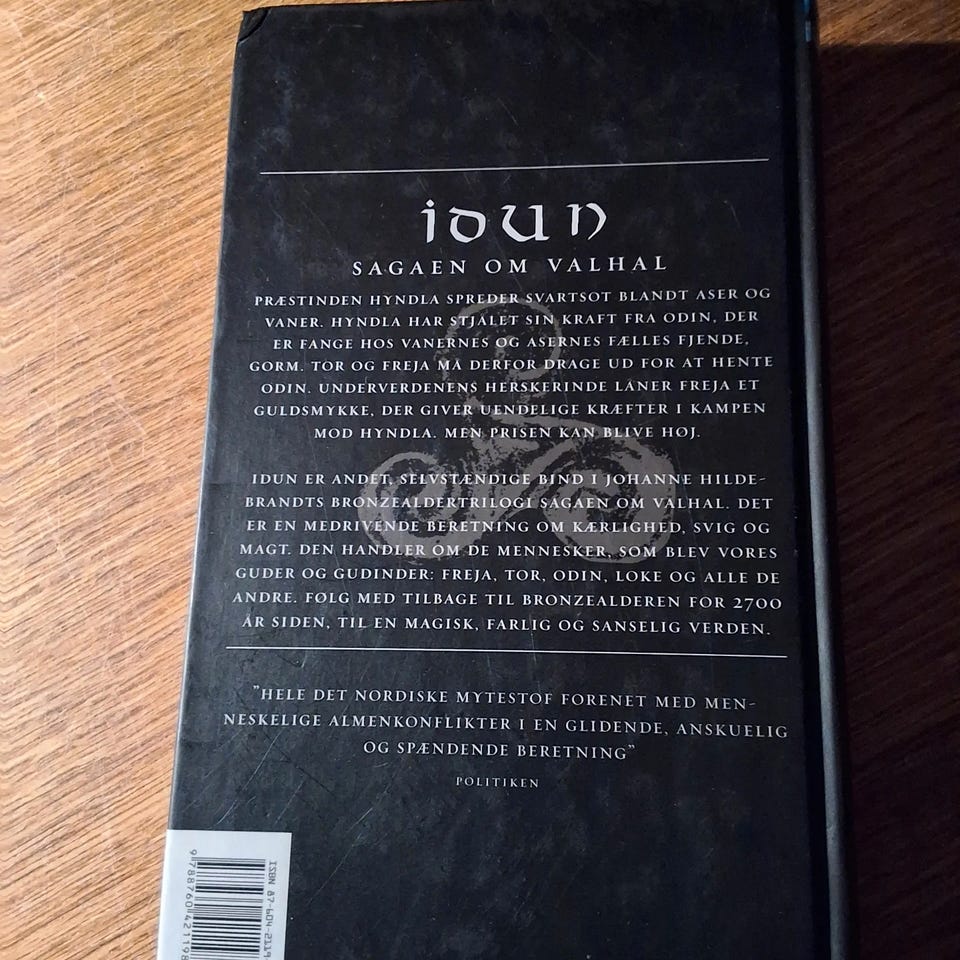 idun
SAGAEN OM VALHAL
PRÆSTINDEN HYNDLA SPREDER SVARTSOT BLANDT ASER OG
VANER. HYNDLA HAR STJÅLET SIN KRAFT FRA ODIN, DER
ER FANGE HOS VANERNES OG ASERNES FÆLLES FJENDE,
GORM. TOR OG FREJA MÅ DERFOR DRAGE UD FOR AT HENTE
ODIN. UNDERVERDENENS HERSKERINDE LÅNER FREJA ET
GULDSMYKKE, DER GIVER UENDELIGE KRÆFTER I KAMPEN
MOD HYNDLA. MEN PRISEN KAN BLIVE HØJ.
IDUN ER ANDET, SELVSTÆNDIGE BIND I JOHANNE HILDE-
BRANDTS BRONZEALDERTRILOGI SAGAEN OM VALHAL. DET
ER EN MEDRIVENDE BERETNING OM KÆRLIGHED, SVIG OG
MAGT. DEN HANDLER OM DE MENNESKER, SOM BLEV VORES
GUDER OG GUDINDER: FREJA, TOR, ODIN, LOKE OG ALLE DE
ANDRE. FØLG MED TILBAGE TIL BRONZEALDEREN FOR 2700
ÅR SIDEN, TIL EN MAGISK, FARLIG OG SANSELIG VERDEN.
"HELE DET NORDISKE MYTESTOF FORENET MED MEN-
NESKELIGE ALMENKONFLIKTER I EN GLIDENDE, ANSKUELIG
OG SPÆNDENDE BERETNING"
POLITIKEN
ISBN 87-604-2119
9788760421198